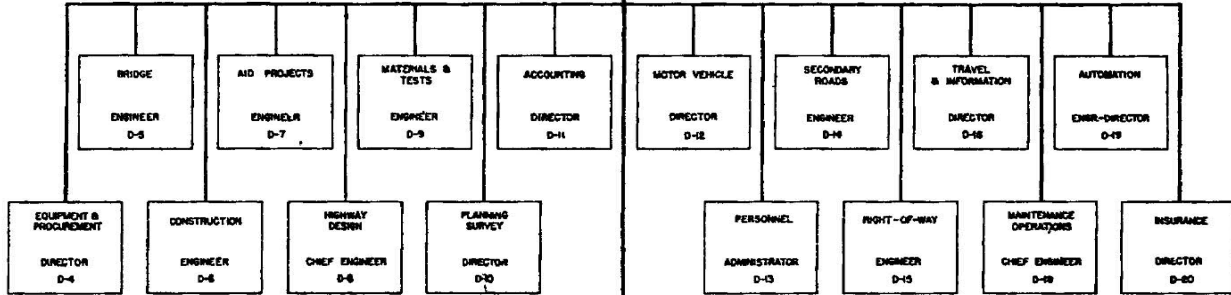 BRIDGE
ENGINEER
D-5
AID PROJECTS
ENGINEER
D-7
MATERIALS &
TESTS
ENGINEER
D-9
ACCOUNTING
DIRECTOR
D-11
MOTOR VEHICLE
DIRECTOR
D-12
SECONDARY
ROADS
ENGINEER
D-14
TRAVEL
& INFORMATION
DIRECTOR
D-16
AUTOMATION
ENGR.-DIRECTOR
D-19
EQUIPMENT &
PROCUREMENT
DIRECTOR
D-4
CONSTRUCTION
ENGINEER
D-6
HIGHWAY
DESIGN
CHIEF ENGINEER
D-8
PLANNING
SURVEY
DIRECTOR
D-10
PERSONNEL
ADMINISTRATOR
D-13
RIGHT-OF-WAY
ENGINEER
D-15
MAINTENANCE
OPERATIONS
CHIEF ENGINEER
D-18
INSURANCE
DIRECTOR
D-20